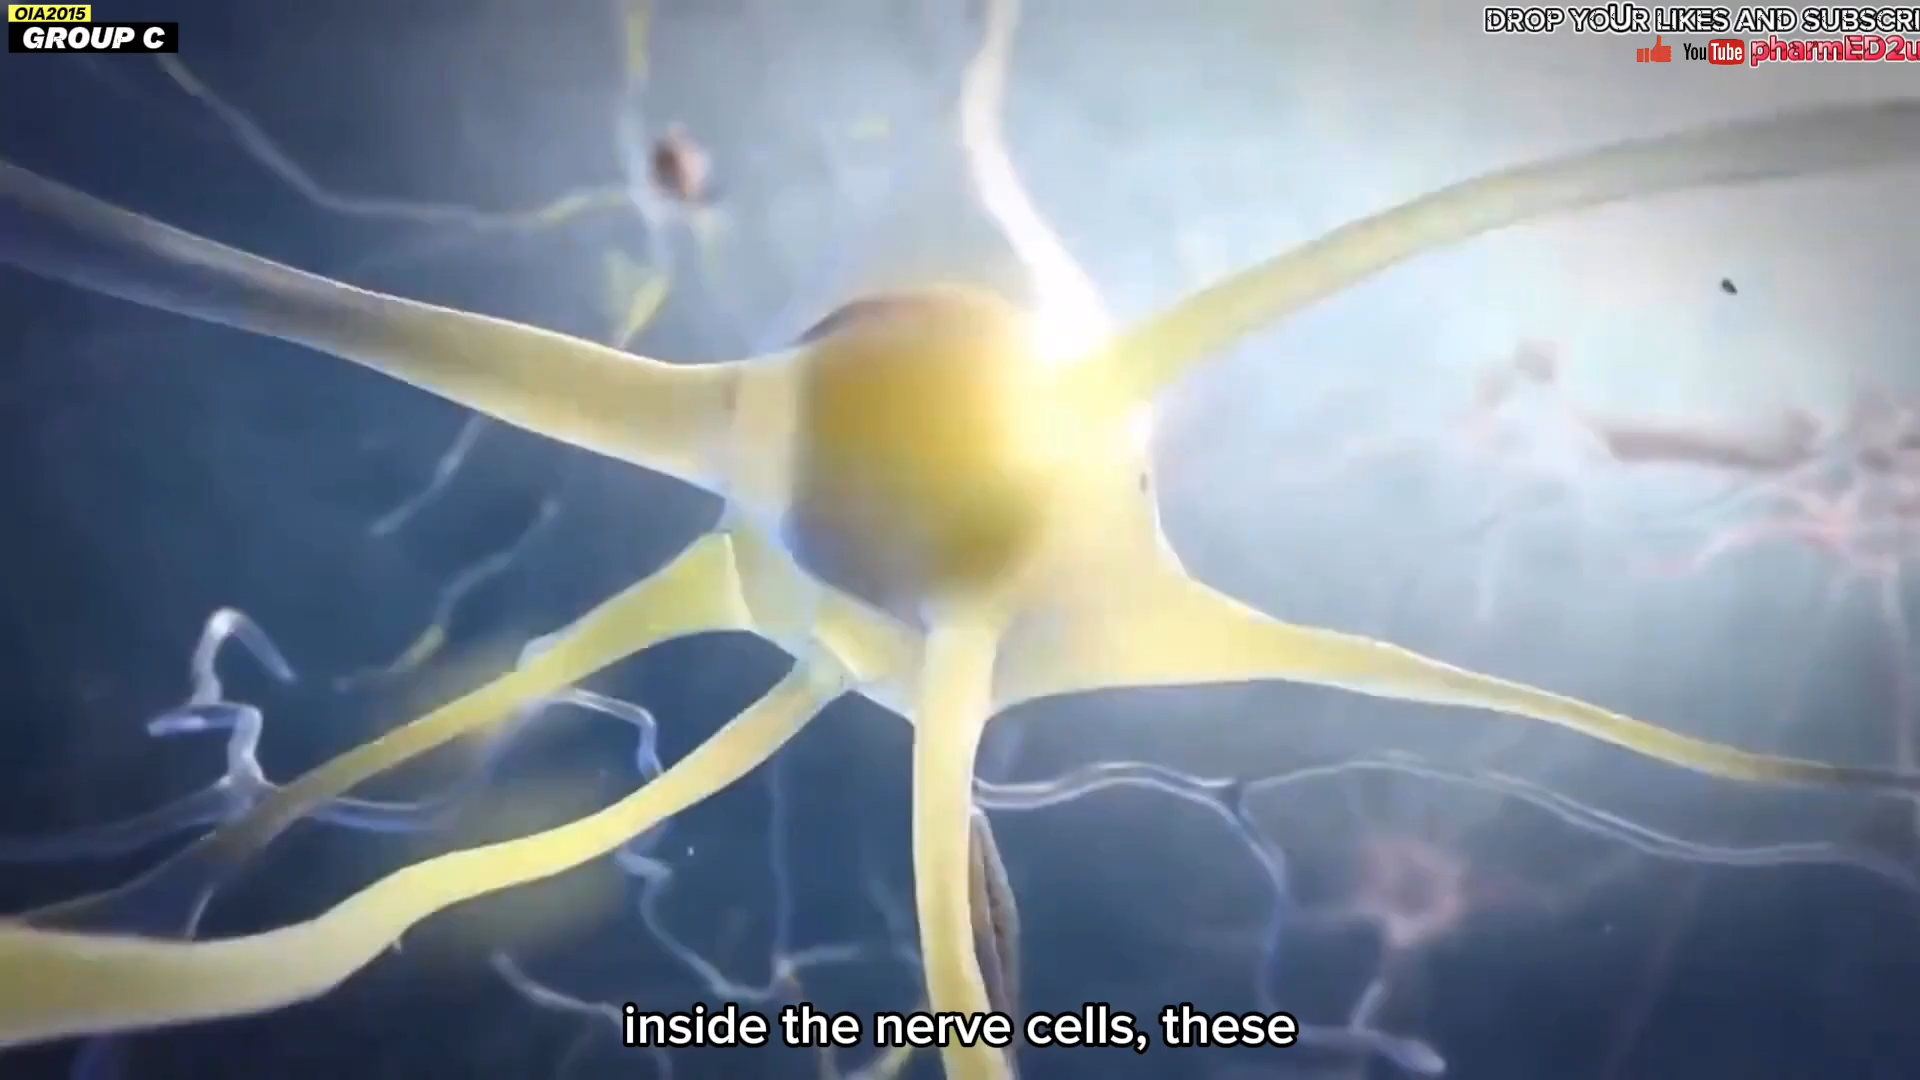 OIA2015
GROUP C
DROP YOUR LIKES AND SUBSCRI
YouTube pharmED2u
inside the nerve cells, these